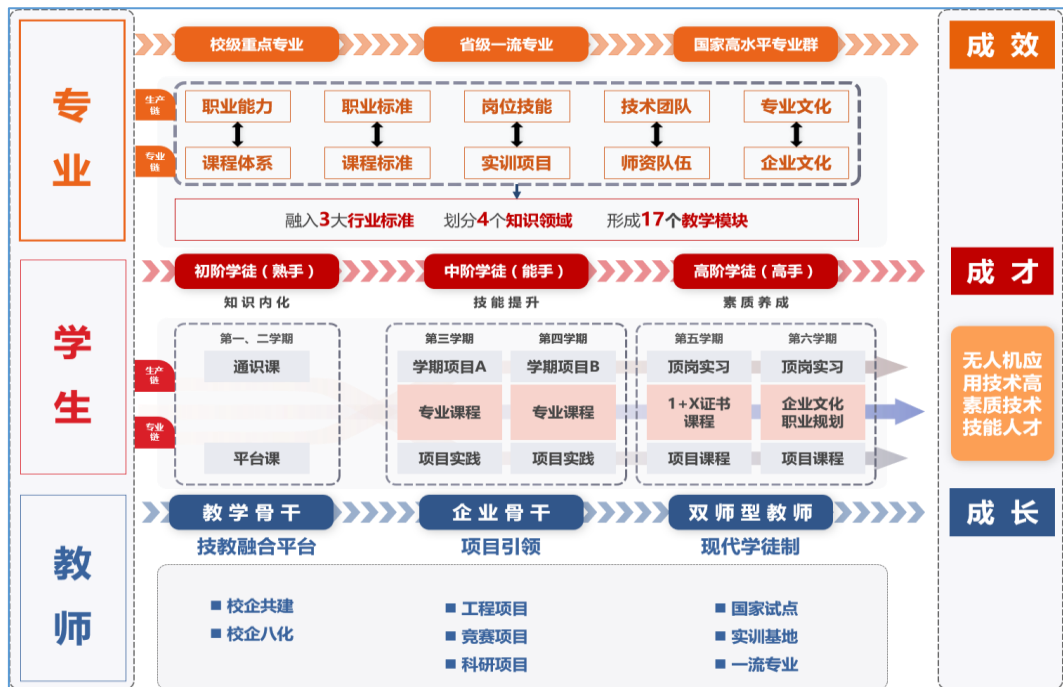 专业
校级重点专业
省级一流专业
国家高水平专业群
成效
生产链
职业能力
职业标准
岗位技能
技术团队
专业文化
专业链
课程体系
课程标准
实训项目
师资队伍
企业文化
融入3大行业标准 划分4个知识领域 形成17个教学模块
学生
初阶学徒（熟手）
中阶学徒（能手）
高阶学徒（高手）
成才
知识内化
技能提升
素质养成
第一、二学期
第三学期
第四学期
第五学期
第六学期
生产链
通识课
学期项目A
学期项目B
顶岗实习
顶岗实习
专业课程
专业课程
1+X证书
课程
企业文化
职业规划
专业链
平台课
项目实践
项目实践
项目课程
项目课程
无人机应
用技术高
素质技术
技能人才
教师
教学骨干
企业骨干
双师型教师
成长
技教融合平台
项目引领
现代学徒制
■ 校企共建
■ 校企八化
■ 工程项目
■ 竞赛项目
■ 科研项目
■ 国家试点
■ 实训基地
■ 一流专业